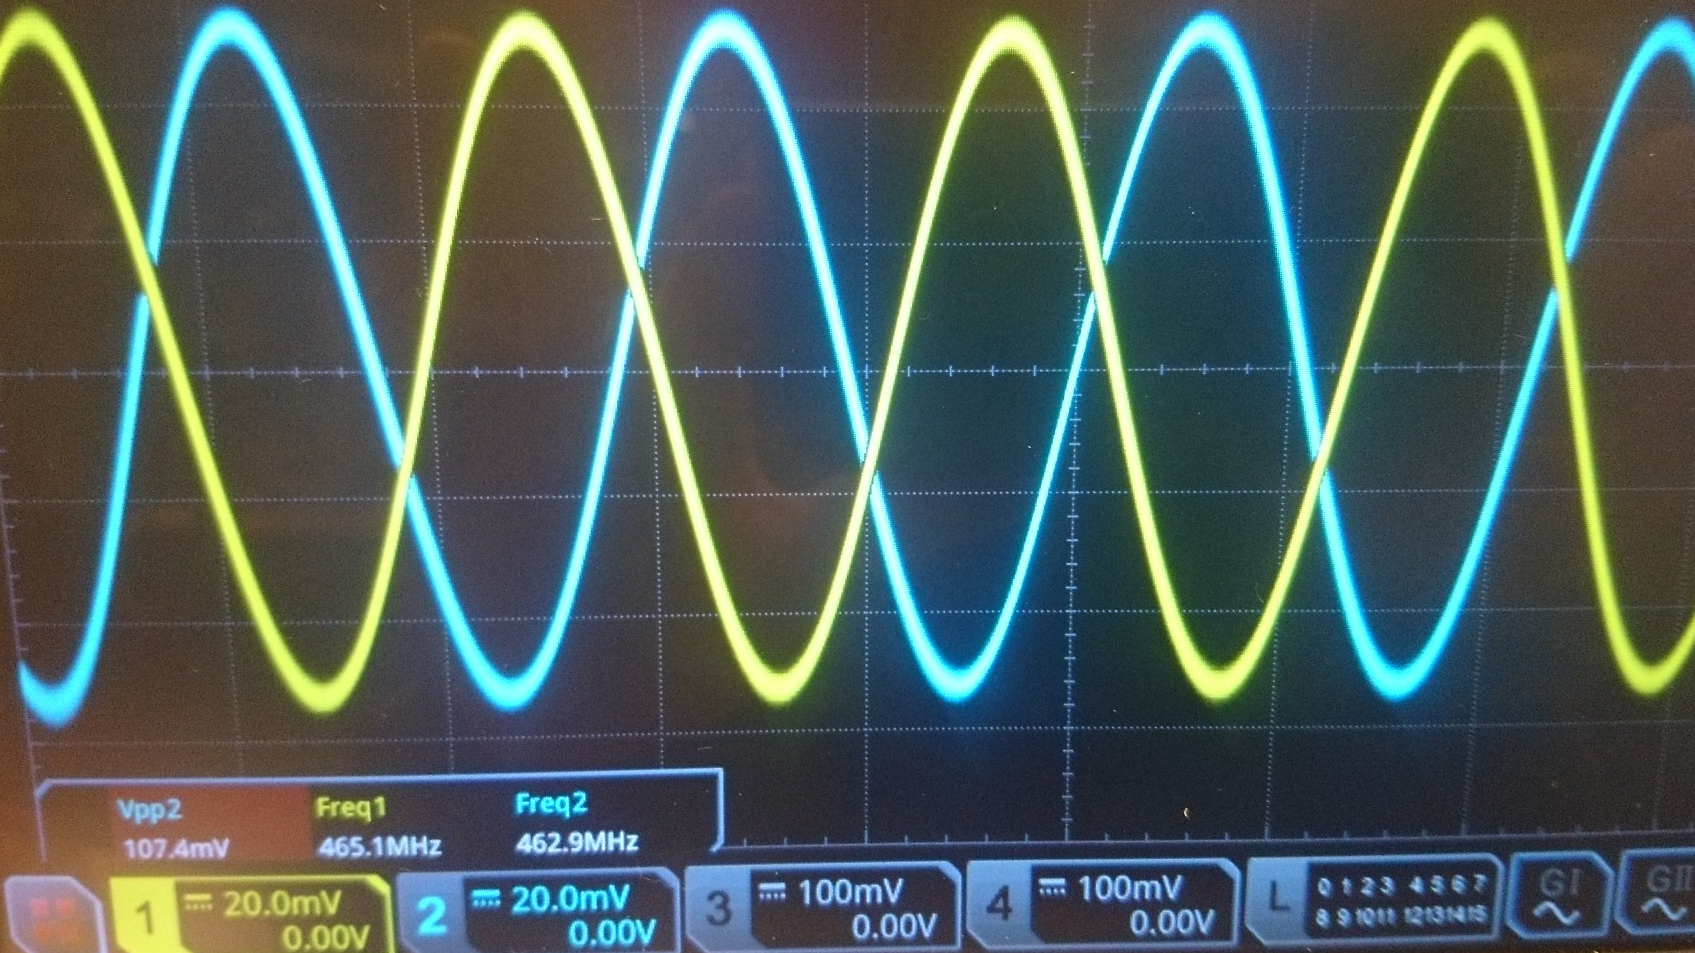 Vpp2 Freq1 Freq2
107.4mV 465.1MHz 462.9MHz
1 20.0mV 2 20.0mV 3 100mV 4 100mV L 0 1 2 3 4 5 6 7 GI GII
0.00V 0.00V 0.00V 0.00V 8 9 10 11 12 13 14 15